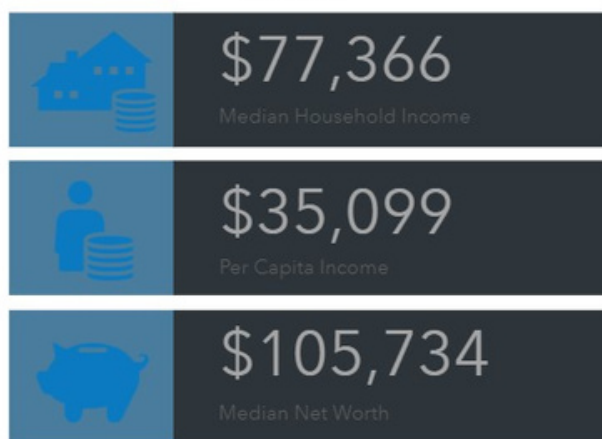 $77,366
Median Household Income
$35,099
Per Capita Income
$105,734
Median Net Worth